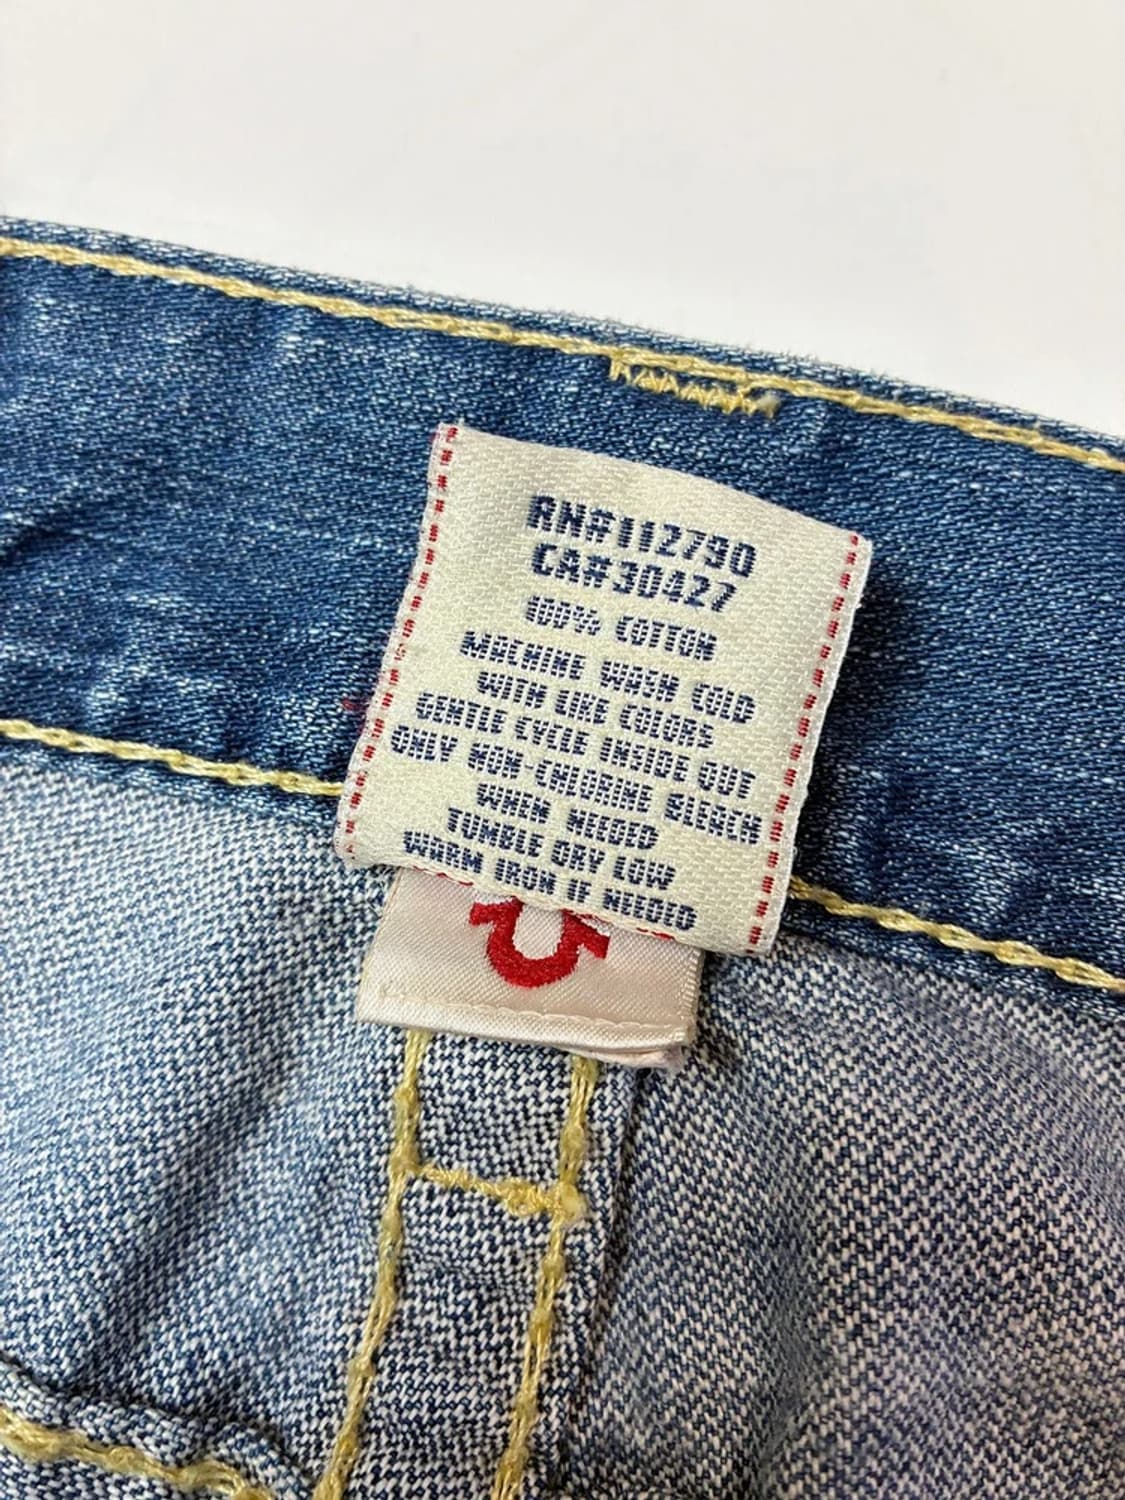 RN#112790
CA#30427
100% COTTON
MACHINE WASH COLD
WITH LIKE COLORS
GENTLE CYCLE INSIDE OUT
ONLY NON-CHLORINE BLEACH
WHEN NEEDED
TUMBLE DRY LOW
WARM IRON IF NEEDED